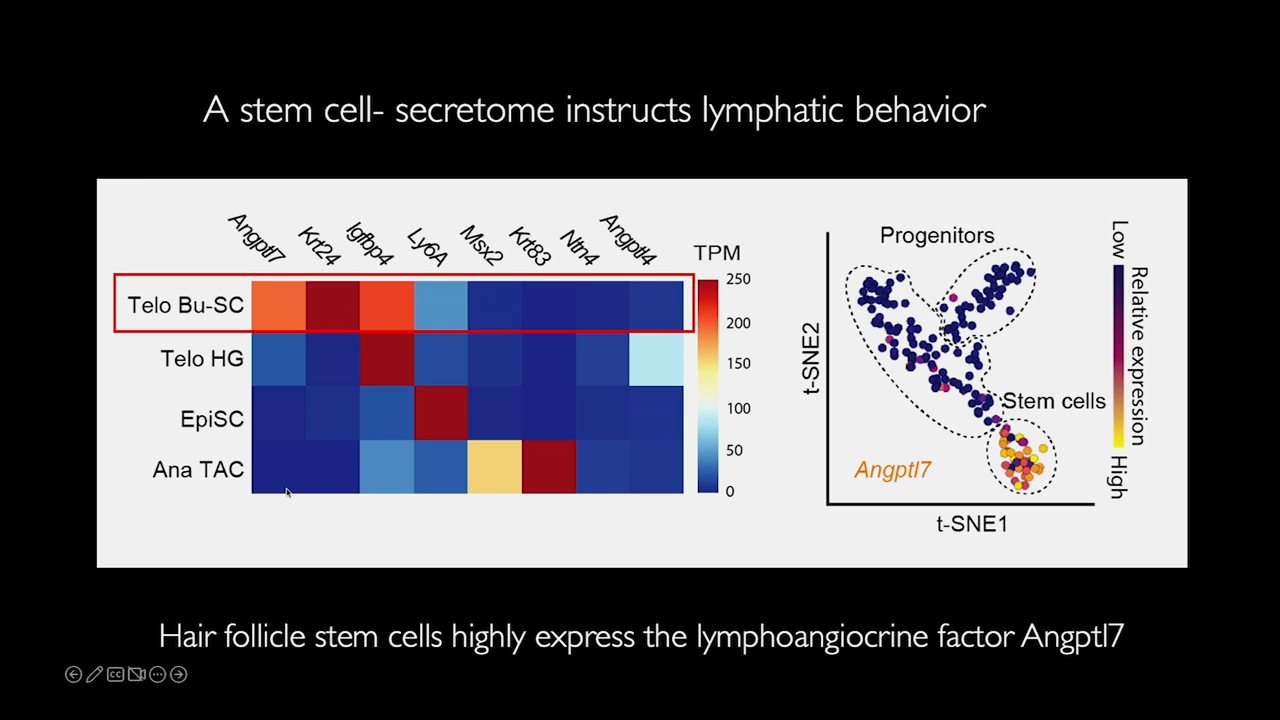 A stem cell- secretome instructs lymphatic behavior
Angptl7 Krt24 Igfbp4 Ly6A Msx2 Krt83 Ntn4 Angptl4
TPM
250
200
150
100
50
0
Telo Bu-SC
Telo HG
EpiSC
Ana TAC
Progenitors
Stem cells
Angptl7
t-SNE2
t-SNE1
Low
Relative expression
High
Hair follicle stem cells highly express the lymphoangiocrine factor Angptl7
CC